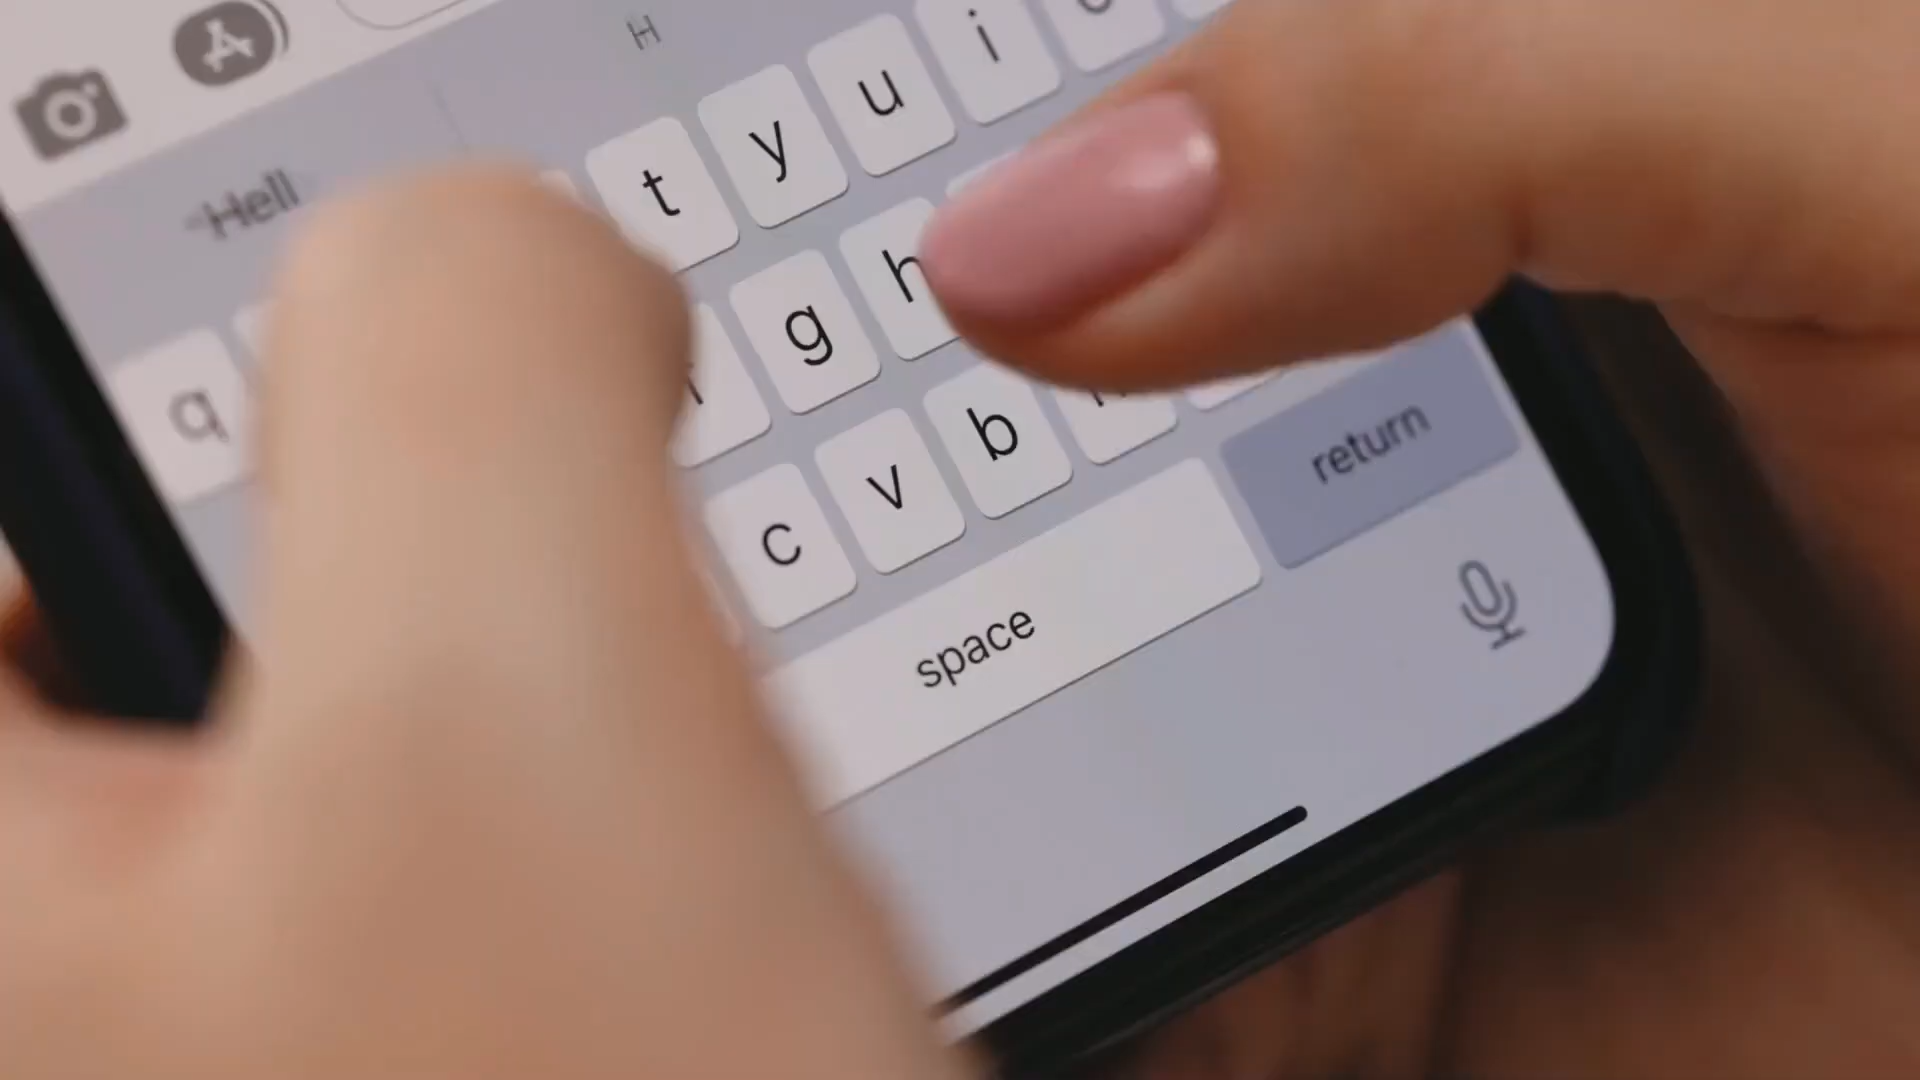 Hell H
q t y u i
g h
c v b
space return